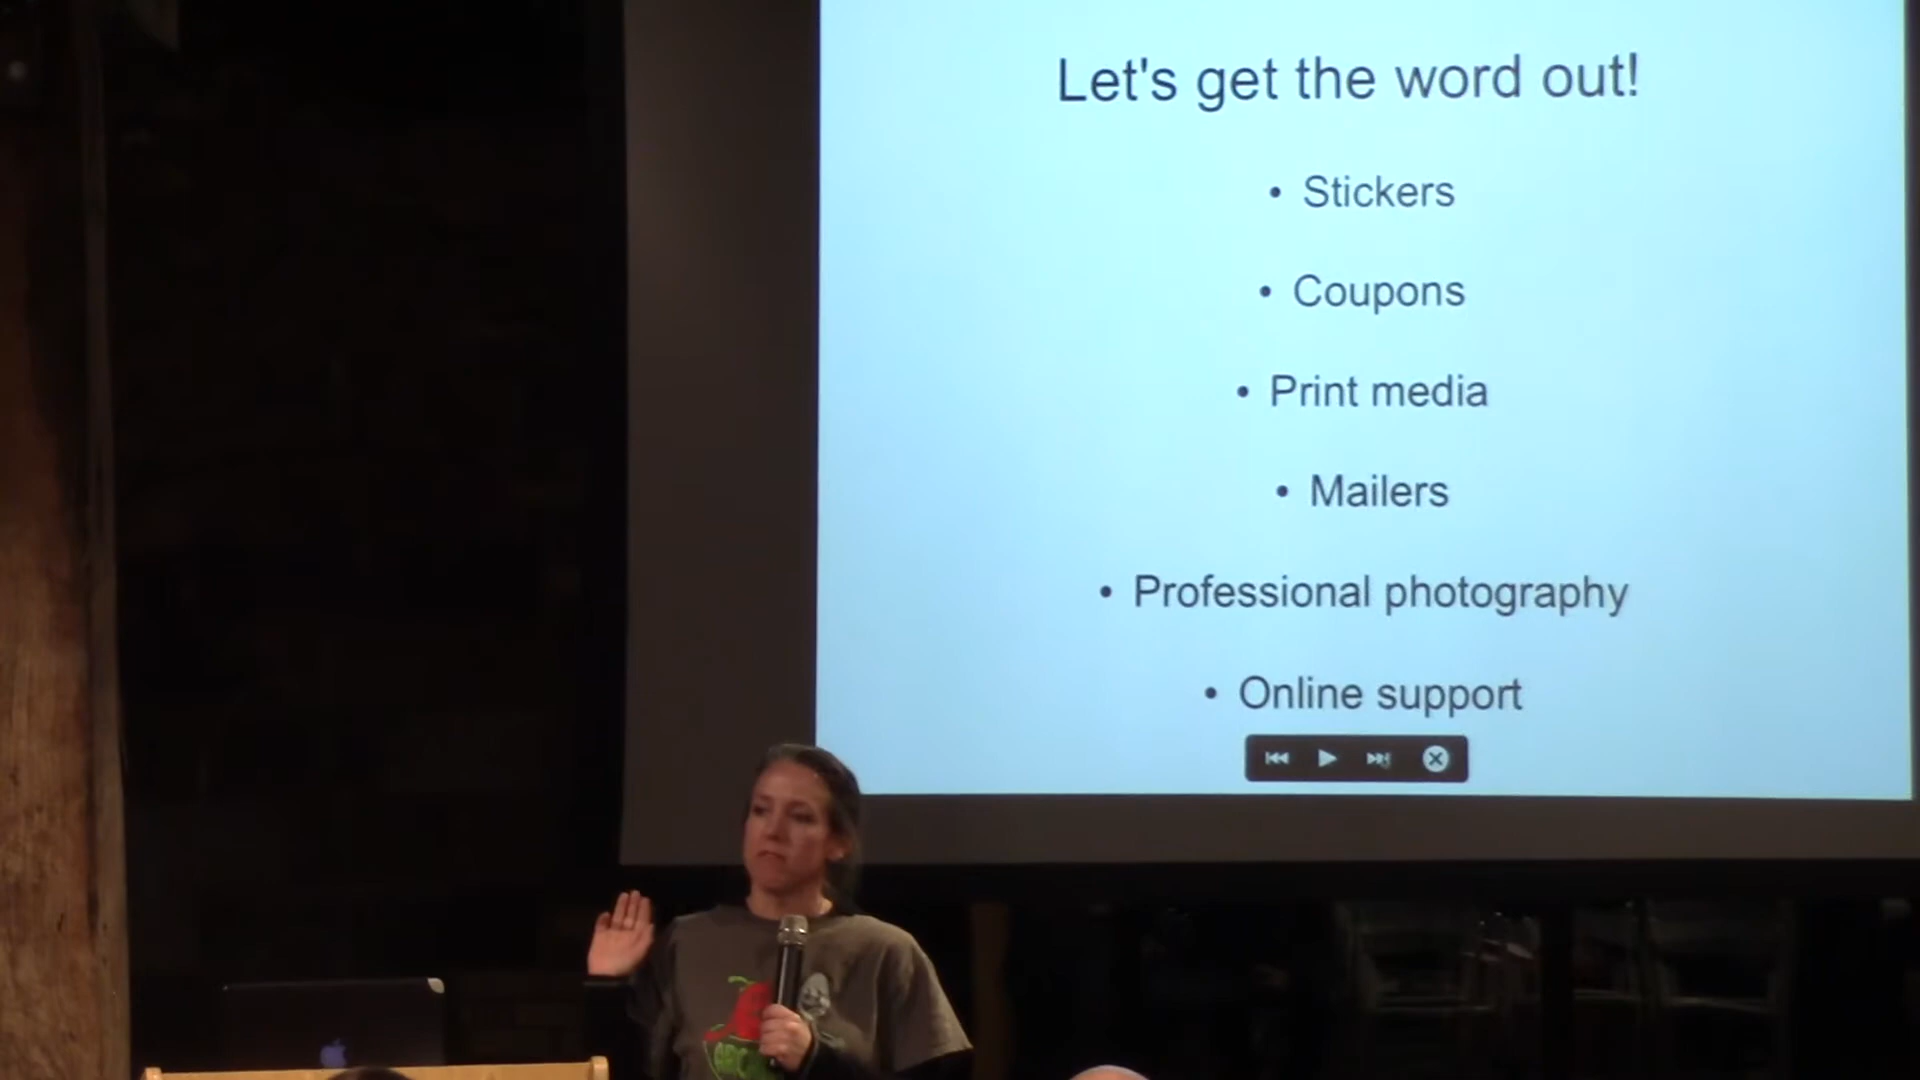 Let's get the word out!
• Stickers
• Coupons
• Print media
• Mailers
• Professional photography
• Online support